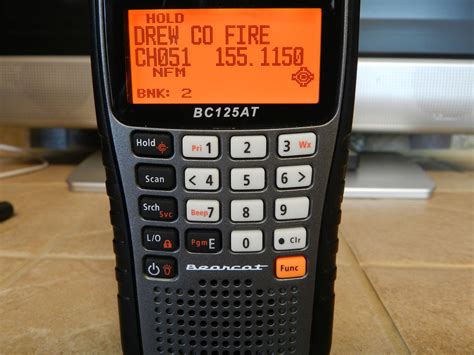 HOLD
DREW CO FIRE
CH051 155.1150
NFM
BNK: 2
BC125AT
Hold Pri 1 2 3 Wx
Scan < 4 5 6 >
Srch Svc Beep 7 8 9
L/O Pgm E 0 • Clr
Bearcat Func